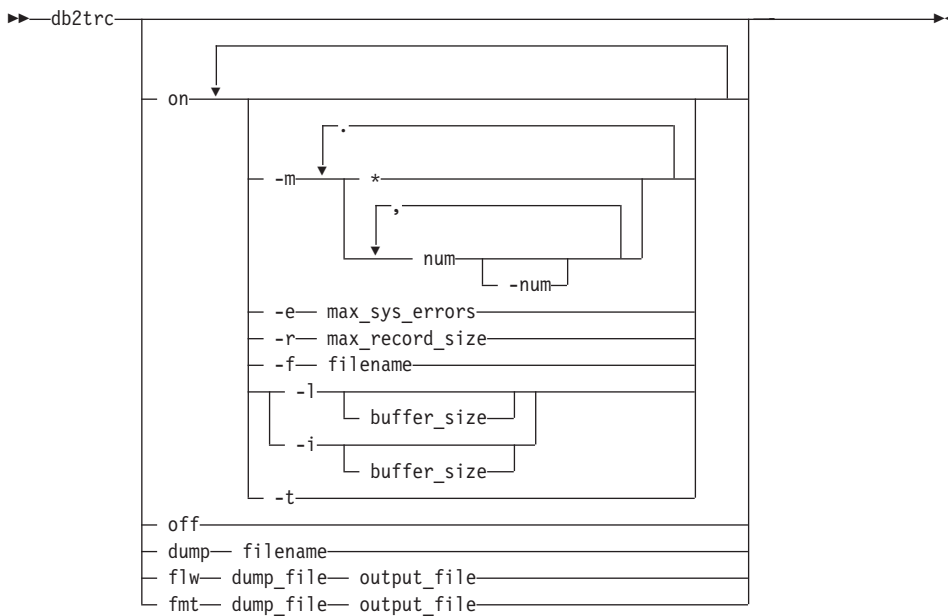 db2trc
on
.
-m *
,
num
-num
-e max_sys_errors
-r max_record_size
-f filename
-l
buffer_size
-i
buffer_size
-t
off
dump filename
flw dump_file output_file
fmt dump_file output_file